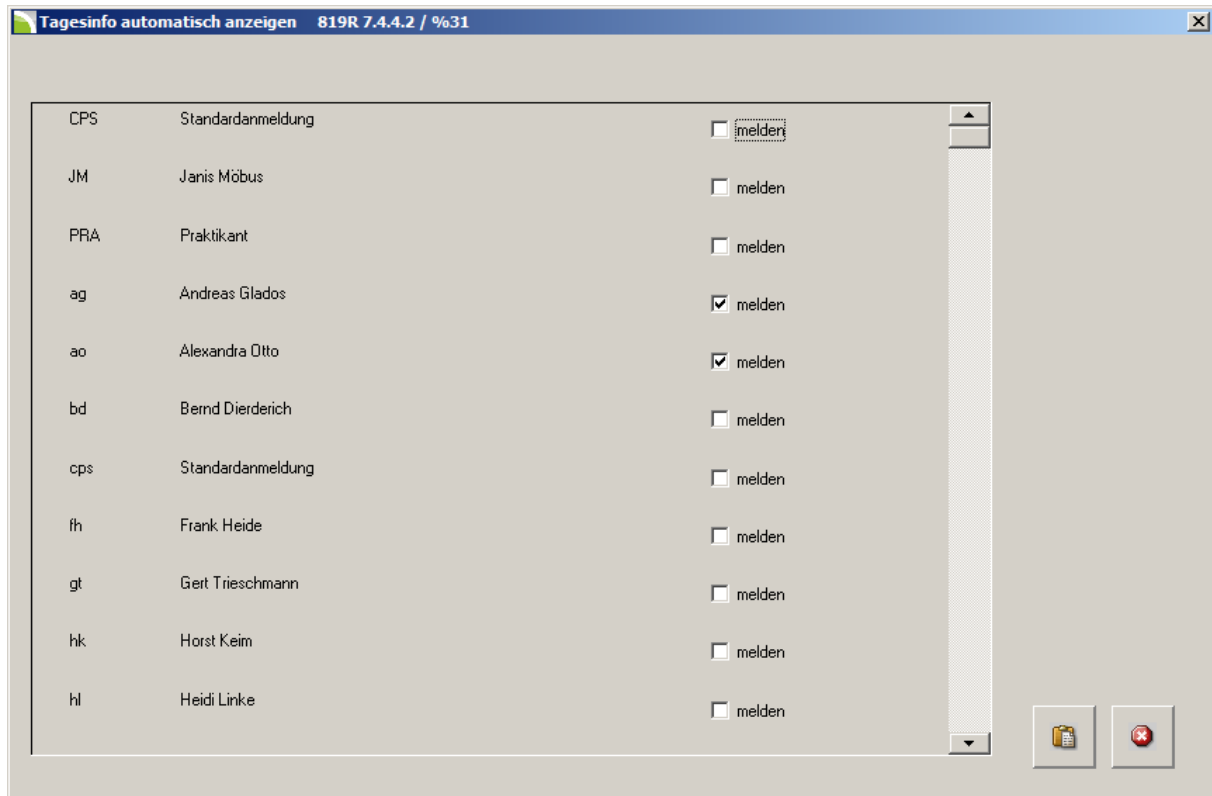 Tagesinfo automatisch anzeigen 819R 7.4.4.2 / %31
CPS Standardanmeldung melden
JM Janis Möbus melden
PRA Praktikant melden
ag Andreas Glados melden
ao Alexandra Otto melden
bd Bernd Dierderich melden
cps Standardanmeldung melden
fh Frank Heide melden
gt Gert Trieschmann melden
hk Horst Keim melden
hl Heidi Linke melden